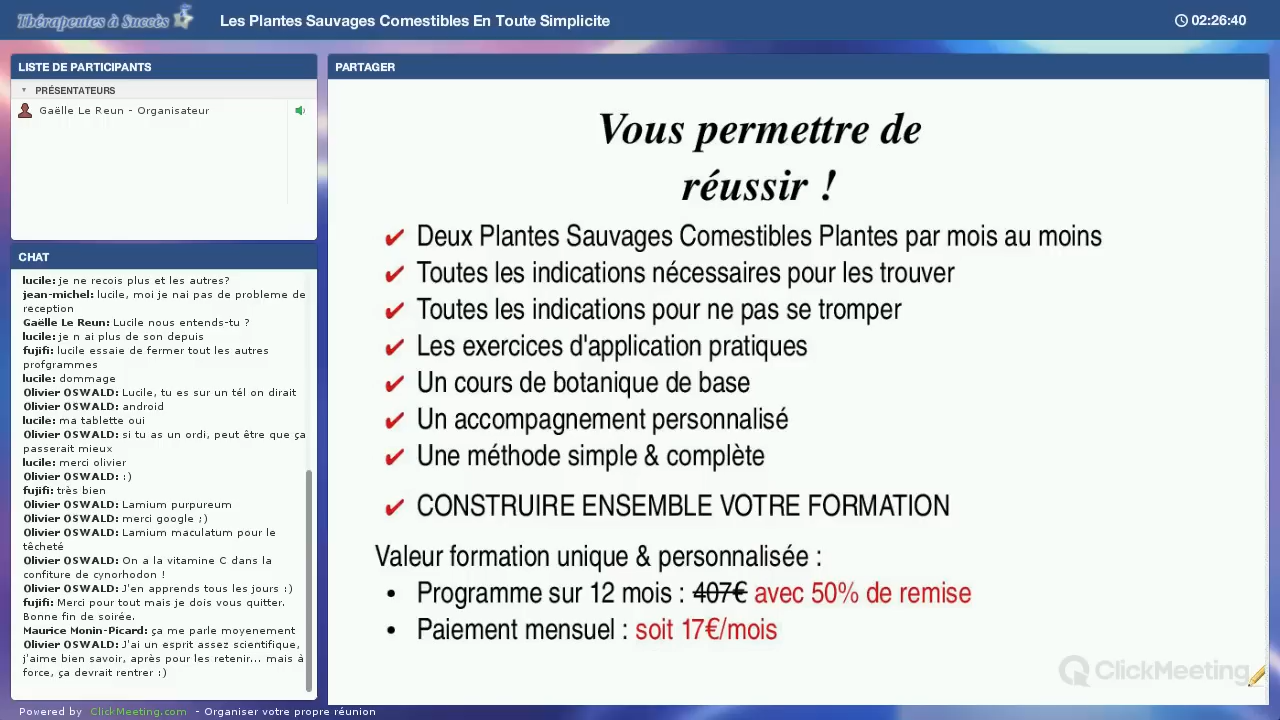 Thérapeutes à Succès
Les Plantes Sauvages Comestibles En Toute Simplicite
02:26:40
LISTE DE PARTICIPANTS
PRÉSENTATEURS
Gaëlle Le Reun - Organisateur
CHAT
lucile: je ne recois plus et les autres?
jean-michel: lucile, moi je nai pas de probleme de
reception
Gaëlle Le Reun: Lucile nous entends-tu ?
lucile: je n ai plus de son depuis
fujifi: lucile essaie de fermer tout les autres
profgrammes
lucile: dommage
Olivier OSWALD: Lucile, tu es sur un tél on dirait
Olivier OSWALD: android
lucile: ma tablette oui
Olivier OSWALD: si tu as un ordi, peut être que ça
passerait mieux
lucile: merci olivier
Olivier OSWALD: :)
fujifi: très bien
Olivier OSWALD: Lamium purpureum
Olivier OSWALD: merci google ;)
Olivier OSWALD: Lamium maculatum pour le
têcheté
Olivier OSWALD: On a la vitamine C dans la
confiture de cynorhodon !
Olivier OSWALD: J'en apprends tous les jours :)
fujifi: Merci pour tout mais je dois vous quitter.
Bonne fin de soirée.
Maurice Monin-Picard: ça me parle moyenement
Olivier OSWALD: J'ai un esprit assez scientifique,
j'aime bien savoir, après pour les retenir... mais à
force, ça devrait rentrer :)
PARTAGER
Vous permettre de
réussir !
✔ Deux Plantes Sauvages Comestibles Plantes par mois au moins
✔ Toutes les indications nécessaires pour les trouver
✔ Toutes les indications pour ne pas se tromper
✔ Les exercices d'application pratiques
✔ Un cours de botanique de base
✔ Un accompagnement personnalisé
✔ Une méthode simple & complète
✔ CONSTRUIRE ENSEMBLE VOTRE FORMATION
Valeur formation unique & personnalisée :
• Programme sur 12 mois : 407€ avec 50% de remise
• Paiement mensuel : soit 17€/mois
ClickMeeting
Powered by ClickMeeting.com - Organiser votre propre réunion